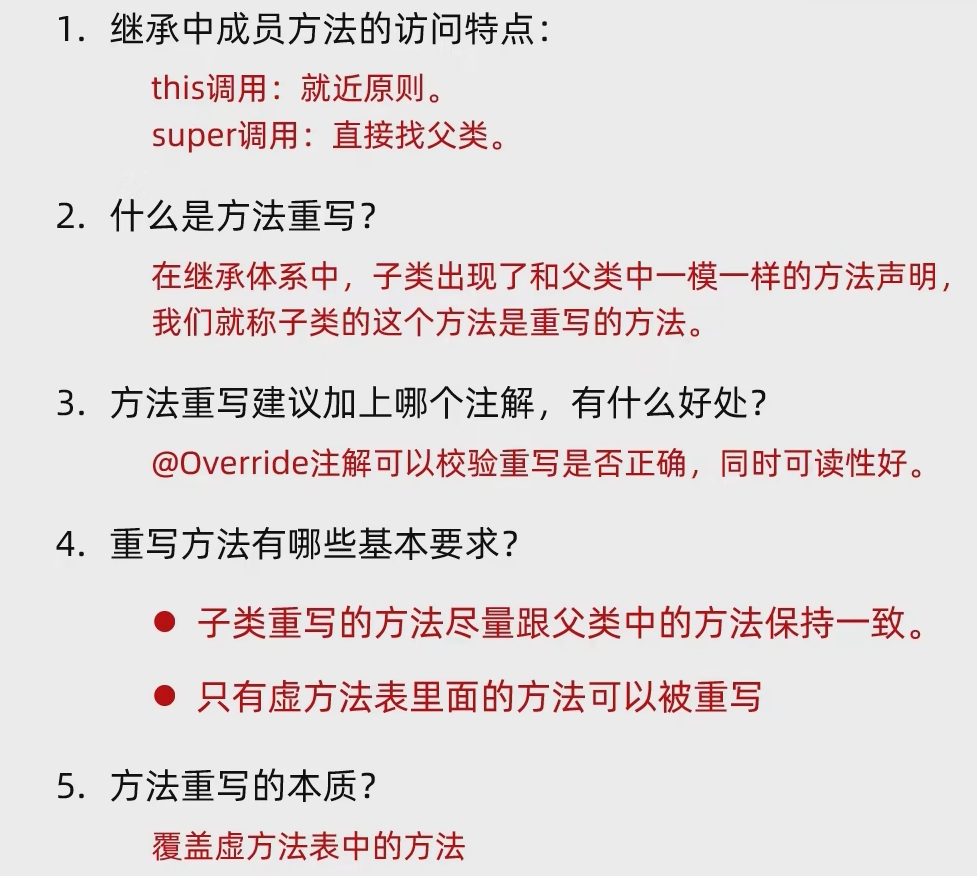 1. 继承中成员方法的访问特点：
this调用：就近原则。
super调用：直接找父类。
2. 什么是方法重写？
在继承体系中，子类出现了和父类中一模一样的方法声明，
我们就称子类的这个方法是重写的方法。
3. 方法重写建议加上哪个注解，有什么好处？
@Override注解可以校验重写是否正确，同时可读性好。
4. 重写方法有哪些基本要求？
● 子类重写的方法尽量跟父类中的方法保持一致。
● 只有虚方法表里面的方法可以被重写
5. 方法重写的本质？
覆盖虚方法表中的方法